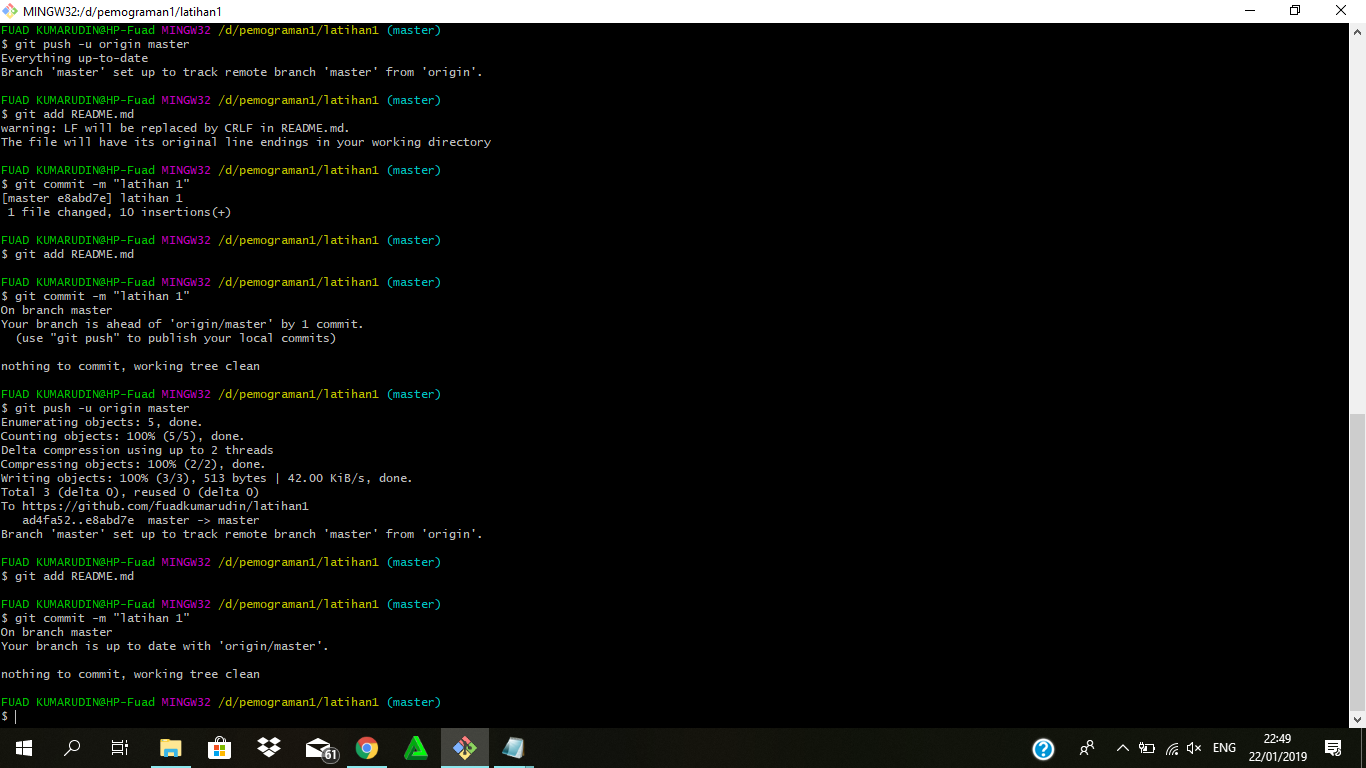 MINGW32:/d/pemograman1/latihan1
FUAD KUMARUDIN@HP-Fuad MINGW32 /d/pemograman1/latihan1 (master)
$ git push -u origin master
Everything up-to-date
Branch 'master' set up to track remote branch 'master' from 'origin'.
FUAD KUMARUDIN@HP-Fuad MINGW32 /d/pemograman1/latihan1 (master)
$ git add README.md
warning: LF will be replaced by CRLF in README.md.
The file will have its original line endings in your working directory
FUAD KUMARUDIN@HP-Fuad MINGW32 /d/pemograman1/latihan1 (master)
$ git commit -m "latihan 1"
[master e8abd7e] latihan 1
1 file changed, 10 insertions(+)
FUAD KUMARUDIN@HP-Fuad MINGW32 /d/pemograman1/latihan1 (master)
$ git add README.md
FUAD KUMARUDIN@HP-Fuad MINGW32 /d/pemograman1/latihan1 (master)
$ git commit -m "latihan 1"
On branch master
Your branch is ahead of 'origin/master' by 1 commit.
(use "git push" to publish your local commits)
nothing to commit, working tree clean
FUAD KUMARUDIN@HP-Fuad MINGW32 /d/pemograman1/latihan1 (master)
$ git push -u origin master
Enumerating objects: 5, done.
Counting objects: 100% (5/5), done.
Delta compression using up to 2 threads
Compressing objects: 100% (2/2), done.
Writing objects: 100% (3/3), 513 bytes | 42.00 KiB/s, done.
Total 3 (delta 0), reused 0 (delta 0)
To https://github.com/fuadkumarudin/latihan1
ad4fa52..e8abd7e  master -> master
Branch 'master' set up to track remote branch 'master' from 'origin'.
FUAD KUMARUDIN@HP-Fuad MINGW32 /d/pemograman1/latihan1 (master)
$ git add README.md
FUAD KUMARUDIN@HP-Fuad MINGW32 /d/pemograman1/latihan1 (master)
$ git commit -m "latihan 1"
On branch master
Your branch is up to date with 'origin/master'.
nothing to commit, working tree clean
FUAD KUMARUDIN@HP-Fuad MINGW32 /d/pemograman1/latihan1 (master)
$
61
ENG
22:49
22/01/2019